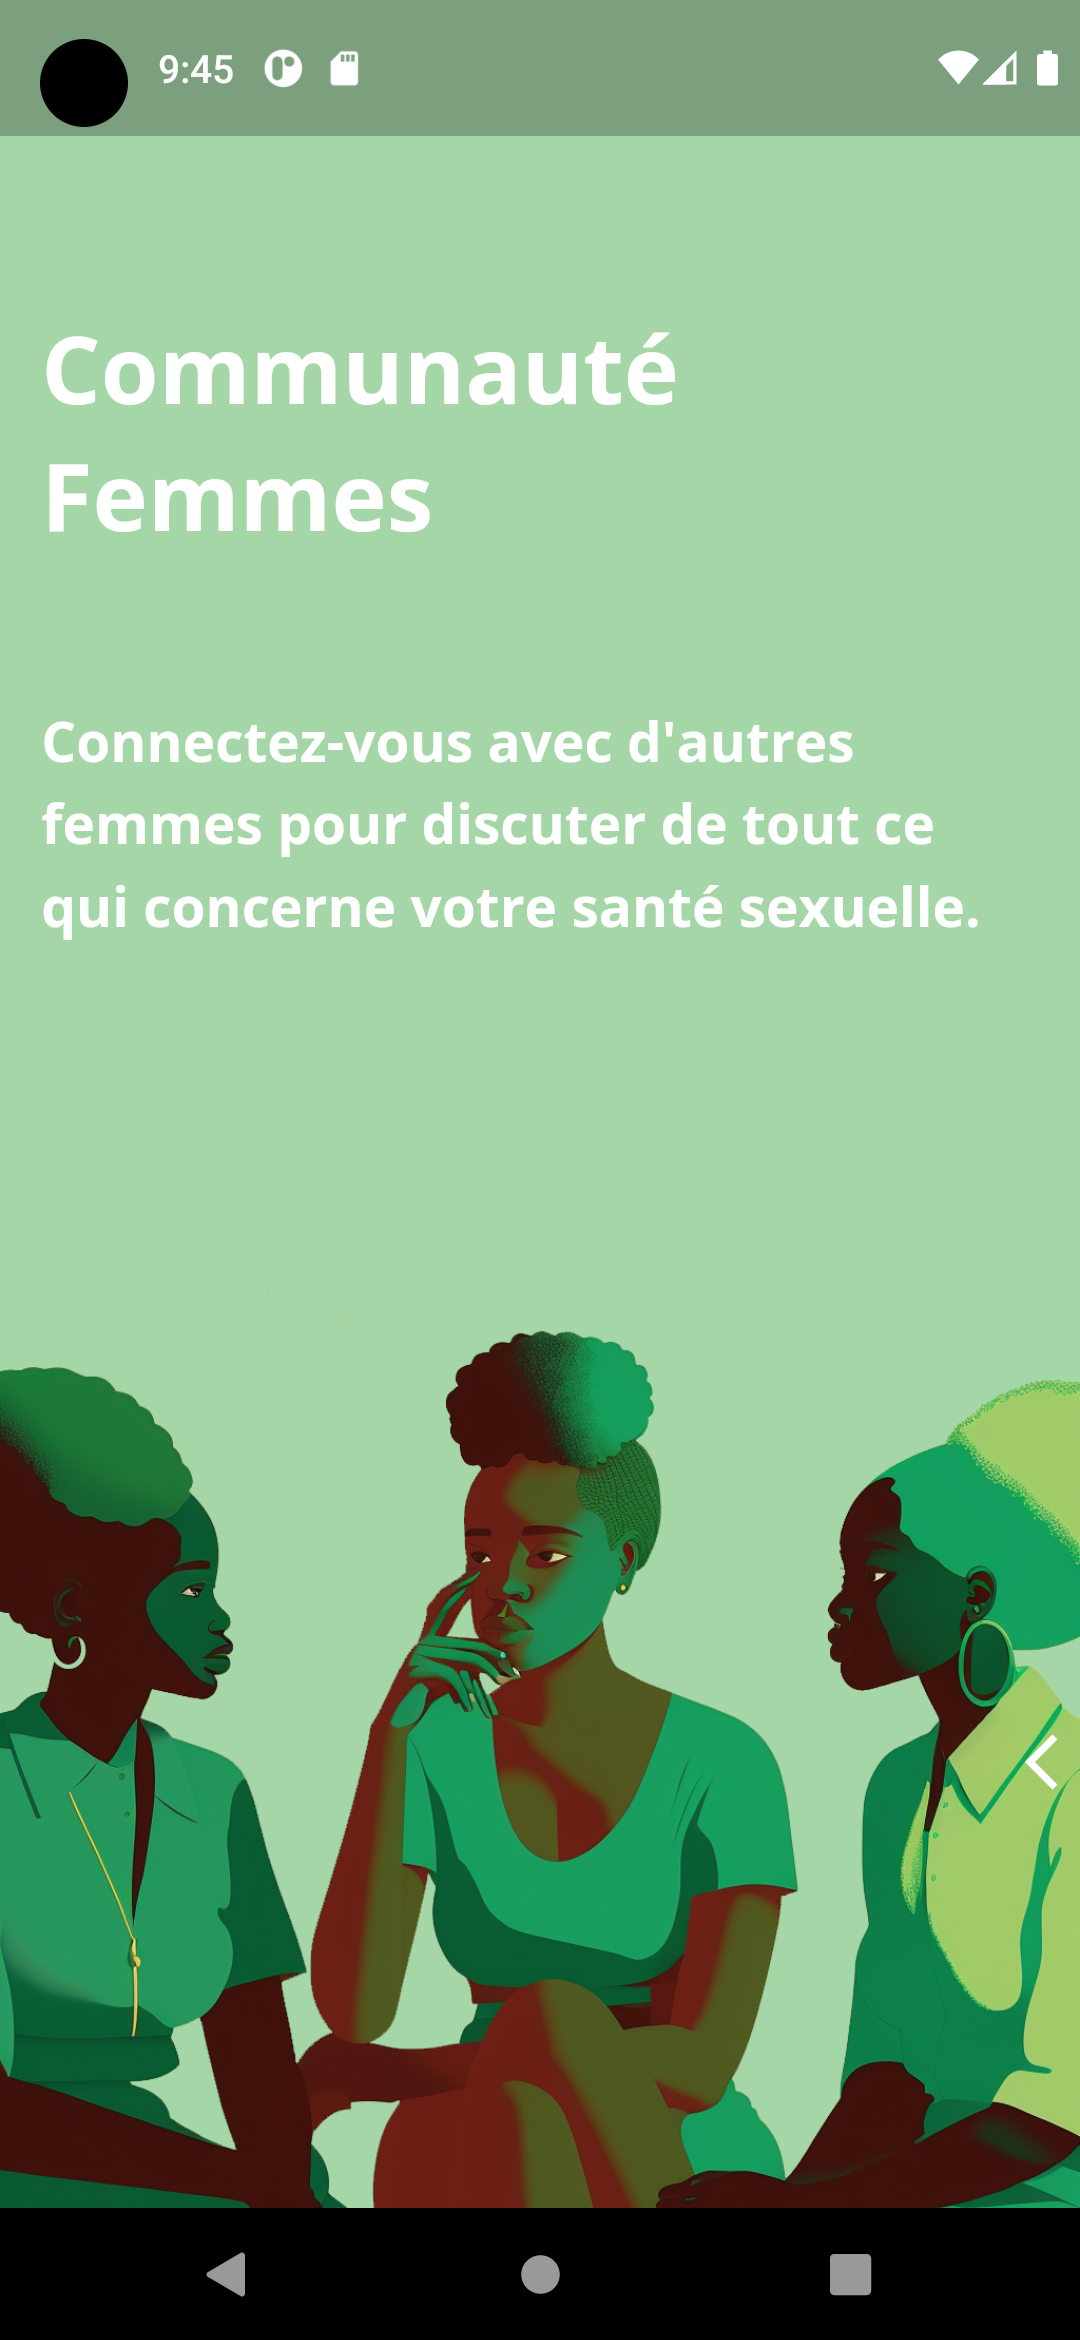 9:45
Communauté
Femmes
Connectez-vous avec d'autres
femmes pour discuter de tout ce
qui concerne votre santé sexuelle.